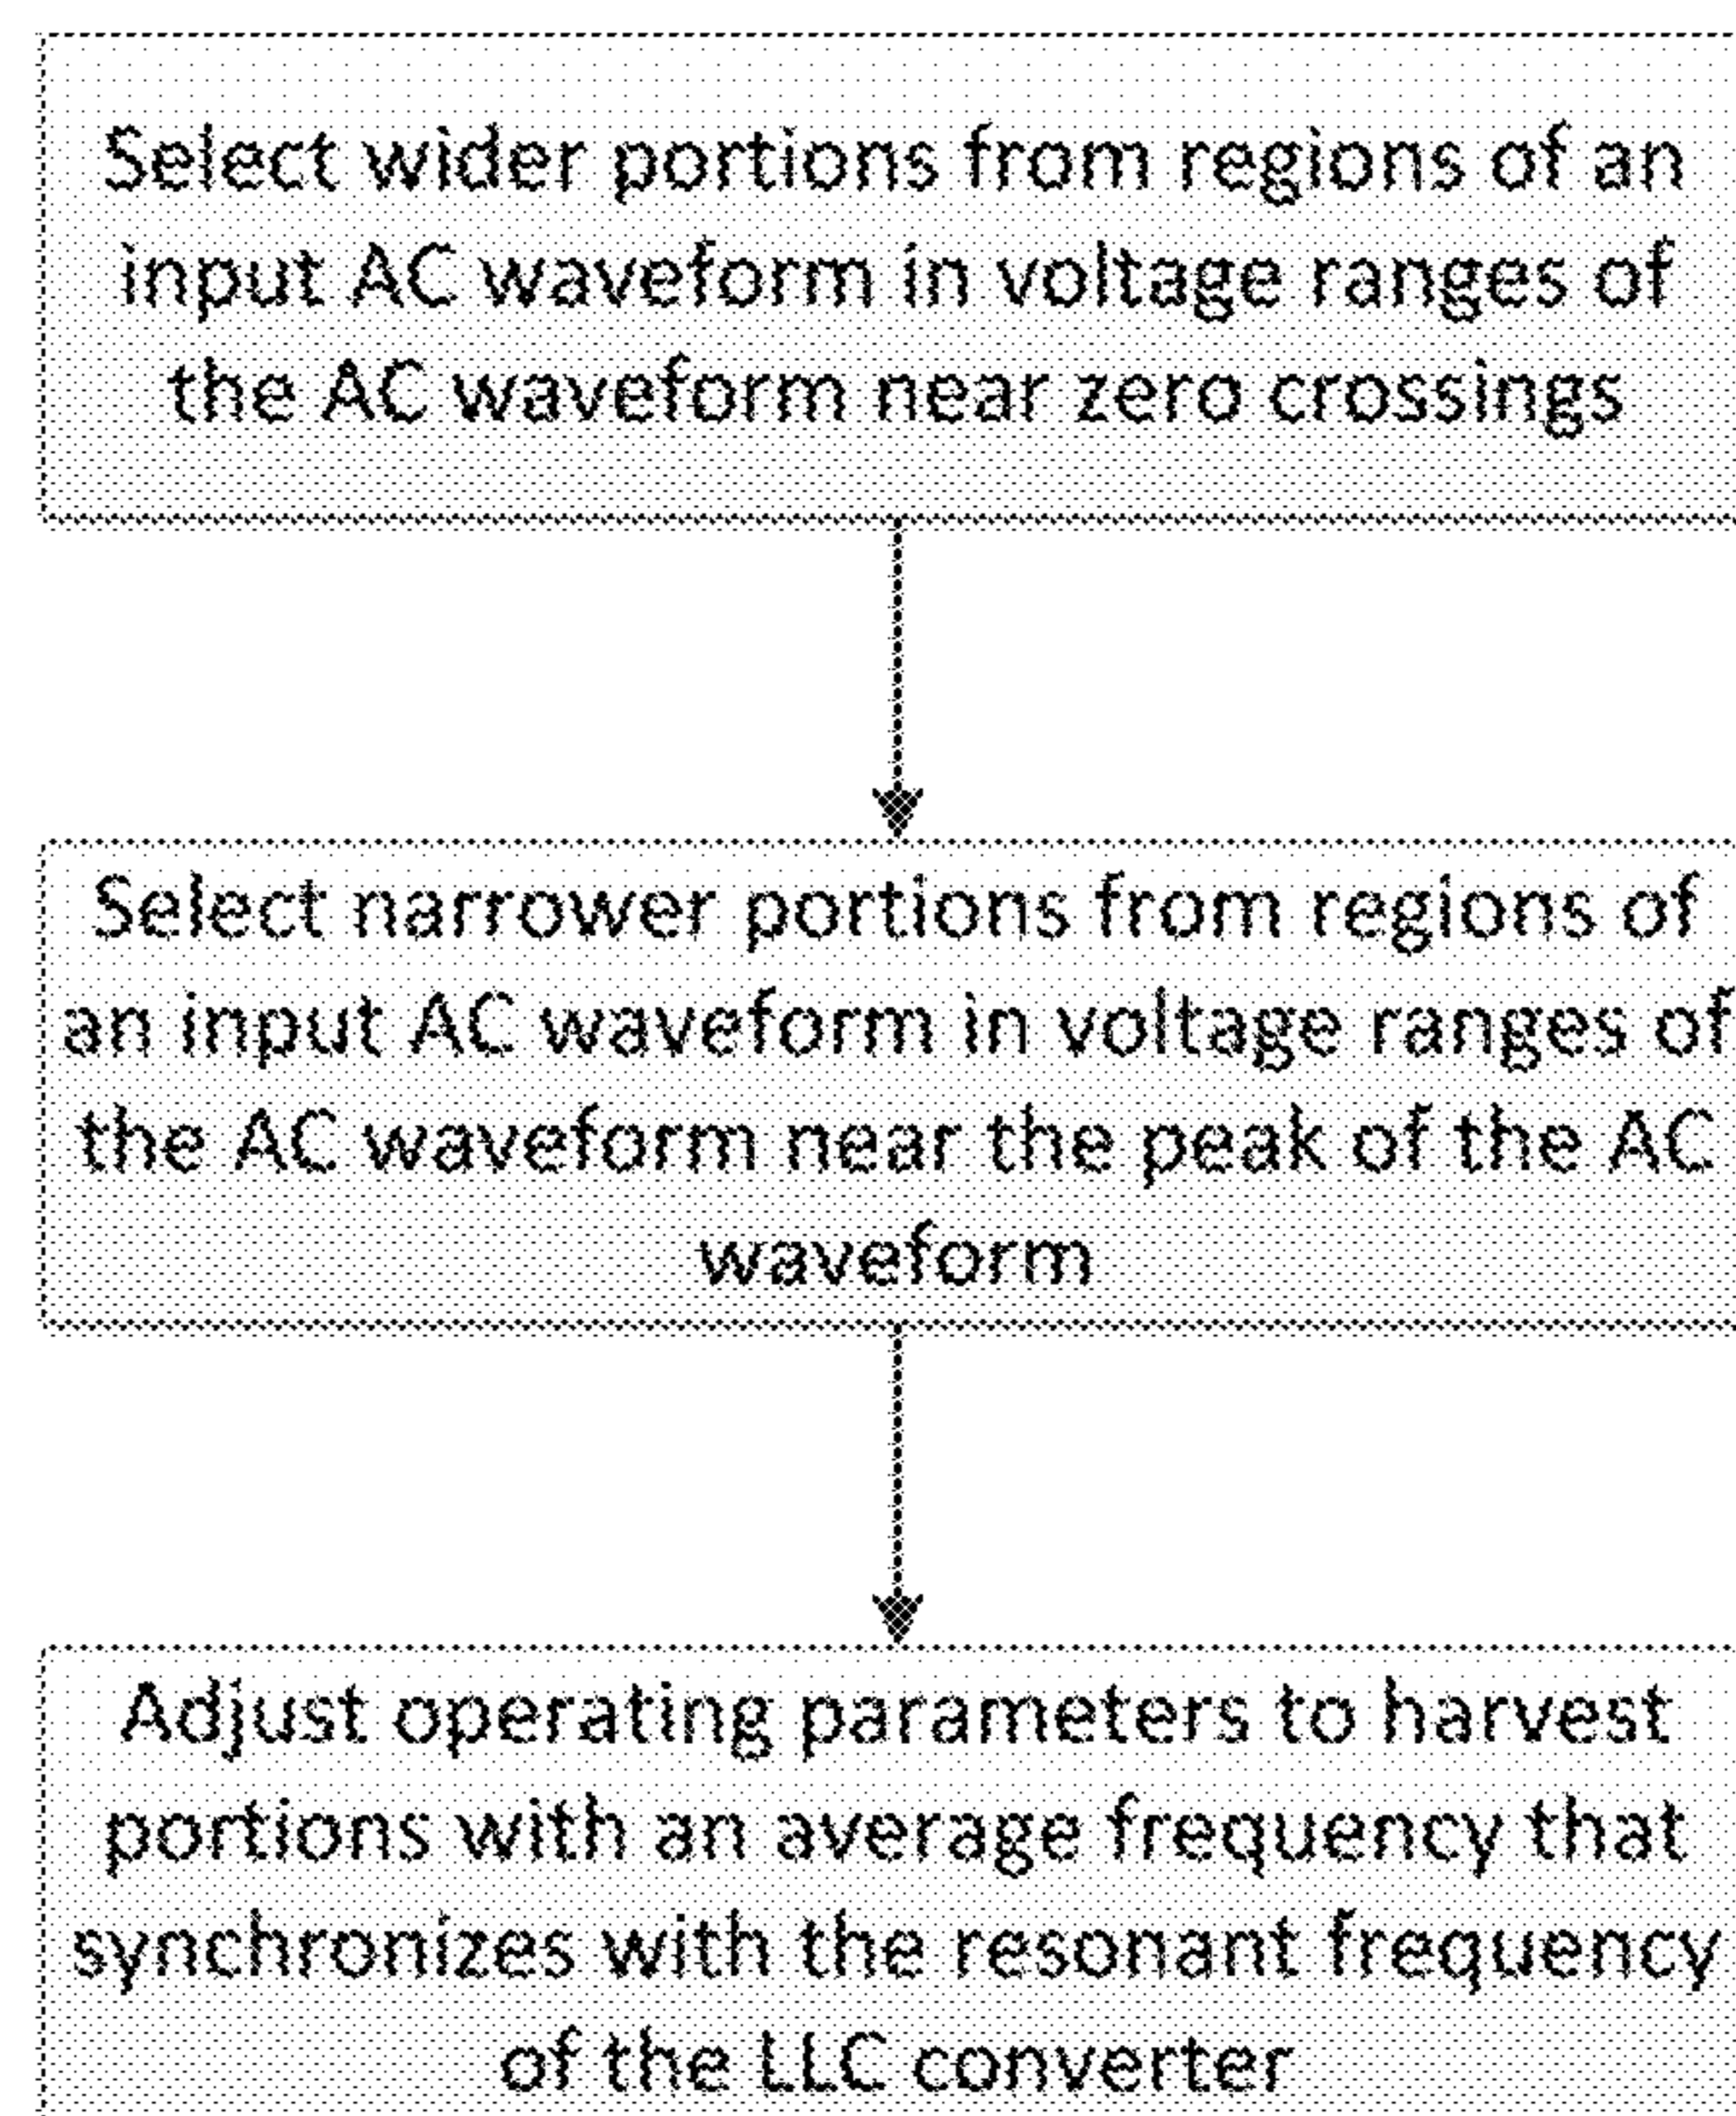 Select wider portions from regions of an
input AC waveform in voltage ranges of
the AC waveform near zero crossings
Select narrower portions from regions of
an input AC waveform in voltage ranges of
the AC waveform near the peak of the AC
waveform
Adjust operating parameters to harvest
portions with an average frequency that
synchronizes with the resonant frequency
of the LLC converter